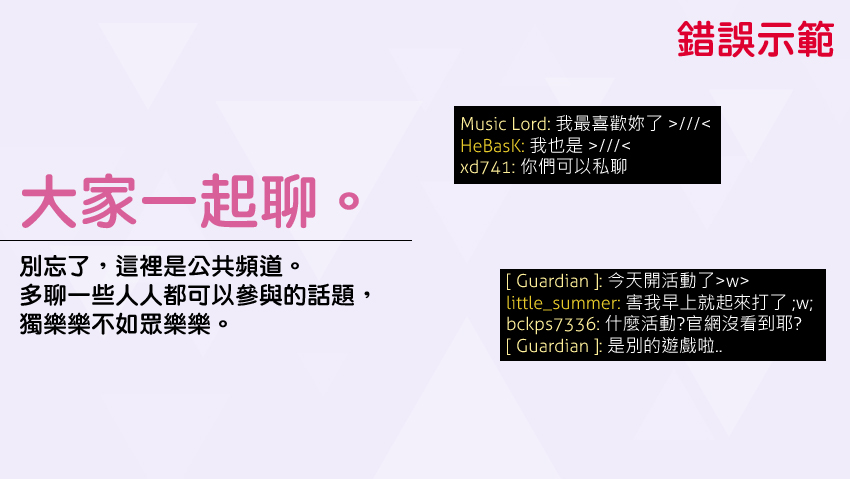 錯誤示範
大家一起聊。
別忘了，這裡是公共頻道。
多聊一些人人都可以參與的話題，
獨樂樂不如眾樂樂。
Music Lord: 我最喜歡妳了 >///<
HeBasK: 我也是 >///<
xd741: 你們可以私聊
[ Guardian ]: 今天開活動了>w>
little_summer: 害我早上就起來打了 ;w;
bckps7336: 什麼活動?官網沒看到耶?
[ Guardian ]: 是別的遊戲啦..